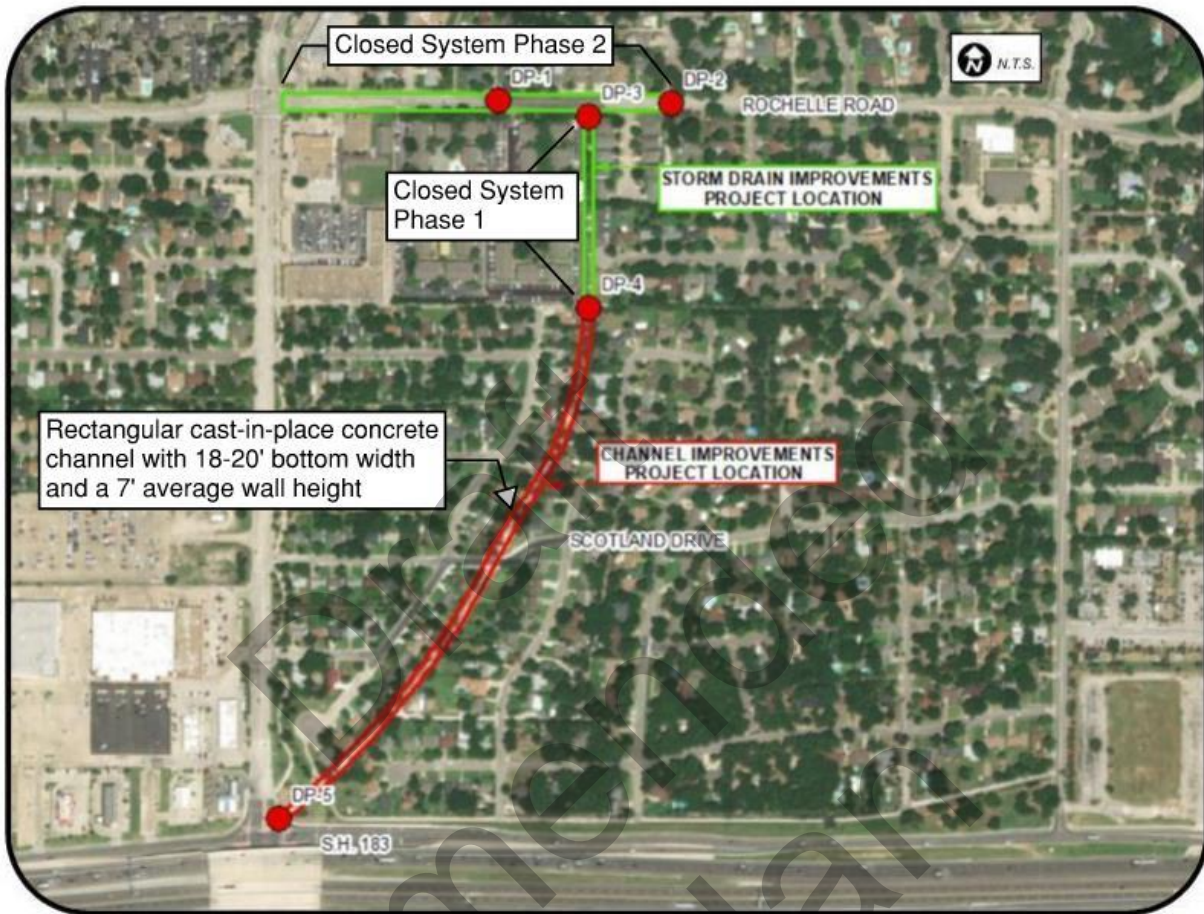 Closed System Phase 2
N
N.T.S.
DP-1
DP-2
DP-3
ROCHELLE ROAD
Closed System
Phase 1
STORM DRAIN IMPROVEMENTS
PROJECT LOCATION
DP-4
Rectangular cast-in-place concrete
channel with 18-20' bottom width
and a 7' average wall height
CHANNEL IMPROVEMENTS
PROJECT LOCATION
SCOTLAND DRIVE
DP-5
S.H. 183